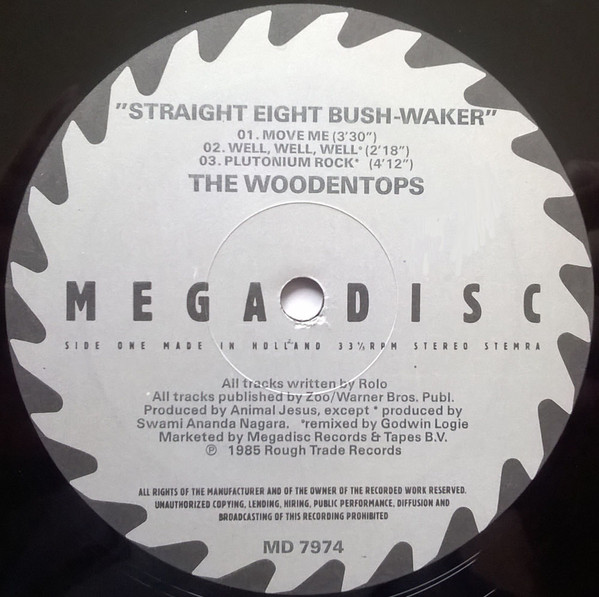 "STRAIGHT EIGHT BUSH-WAKER"
01. MOVE ME (3'30")
02. WELL, WELL, WELL* (2'18")
03. PLUTONIUM ROCK* (4'12")
THE WOODENTOPS
MEGADISC
SIDE ONE MADE IN HOLLAND 33⅓RPM STEREO STEMRA
All tracks written by Rolo
All tracks published by Zoo/Warner Bros. Publ.
Produced by Animal Jesus, except * produced by
Swami Ananda Nagara. *remixed by Godwin Logie
Marketed by Megadisc Records & Tapes B.V.
℗ 1985 Rough Trade Records
ALL RIGHTS OF THE MANUFACTURER AND OF THE OWNER OF THE RECORDED WORK RESERVED.
UNAUTHORIZED COPYING, LENDING, HIRING, PUBLIC PERFORMANCE, DIFFUSION AND
BROADCASTING OF THIS RECORDING PROHIBITED
MD 7974